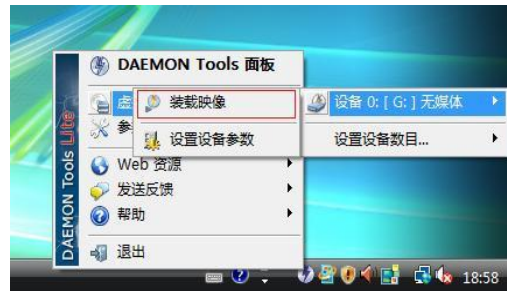 DAEMON Tools 面板
虚
装载映像
设备 0: [ G: ] 无媒体
参
设置设备参数
设置设备数目...
Web 资源
发送反馈
帮助
退出
DAEMON Tools Lite
18:58